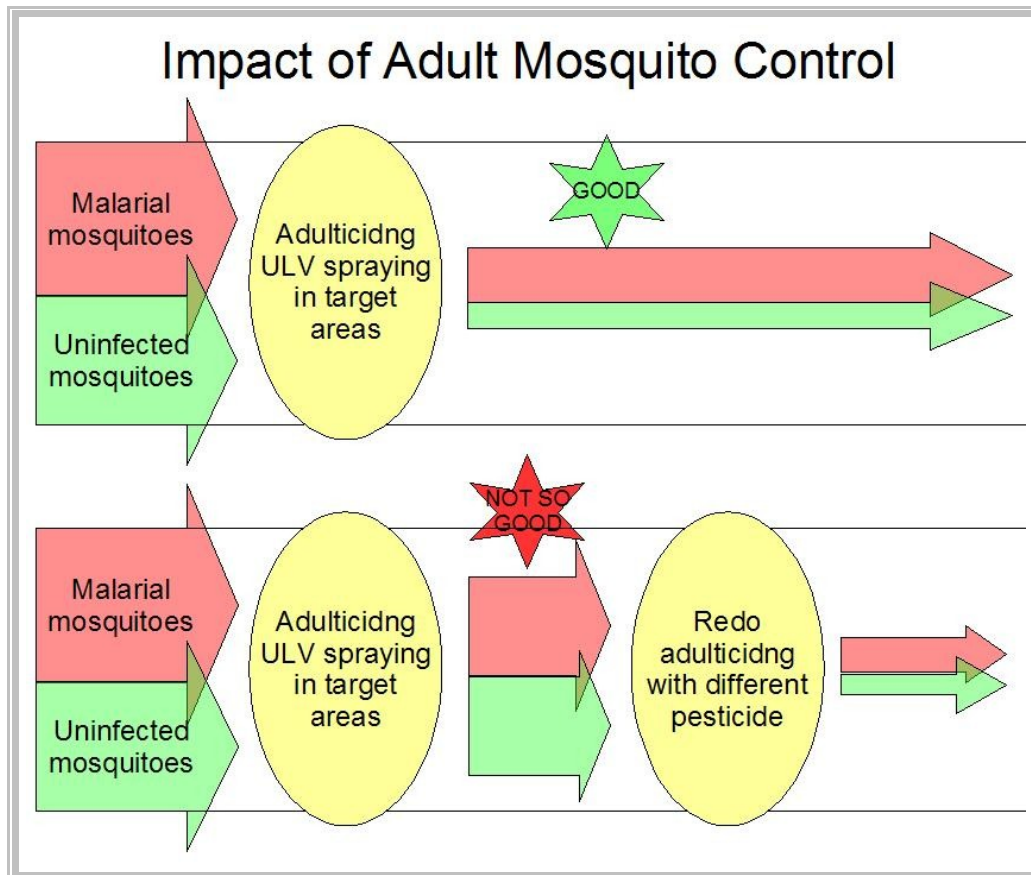 Impact of Adult Mosquito Control
Malarial
mosquitoes
Uninfected
mosquitoes
Adulticidng
ULV spraying
in target
areas
GOOD
Malarial
mosquitoes
Uninfected
mosquitoes
Adulticidng
ULV spraying
in target
areas
NOT SO
GOOD
Redo
adulticidng
with different
pesticide